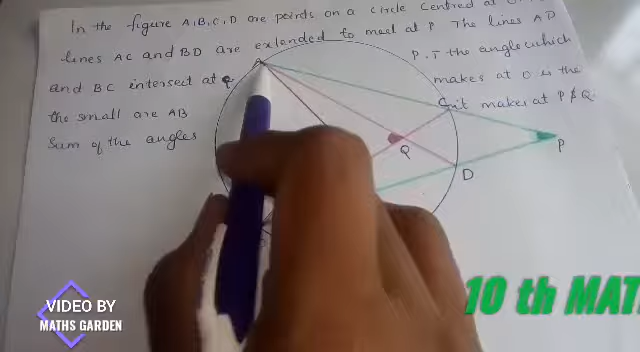 In the figure A,B,C,D are points on a circle centred at
lines AC and BD are extended to meet at P The lines AD
and BC intersect at Q
P.T the angle which
the small arc AB
makes at O is the
Sum of the angles
it makes at P & Q.
A
C
Q
P
D
VIDEO BY
MATHS GARDEN
10 th MAT